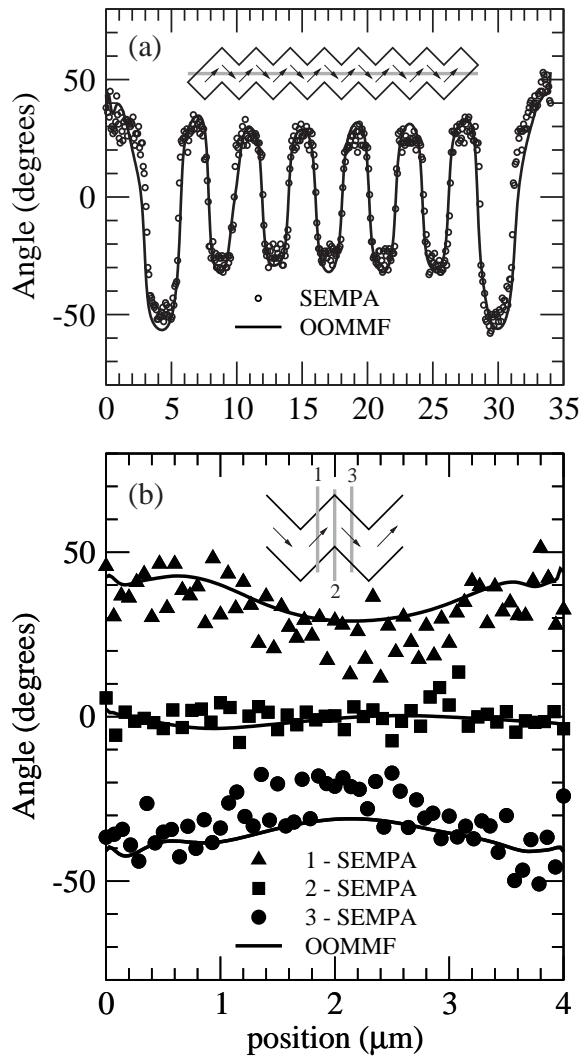 (a)
50
0
-50
Angle (degrees)
SEMPA
OOMMF
0 5 10 15 20 25 30 35
(b)
1 3
2
50
0
-50
Angle (degrees)
1 - SEMPA
2 - SEMPA
3 - SEMPA
OOMMF
0 1 2 3 4
position (μm)